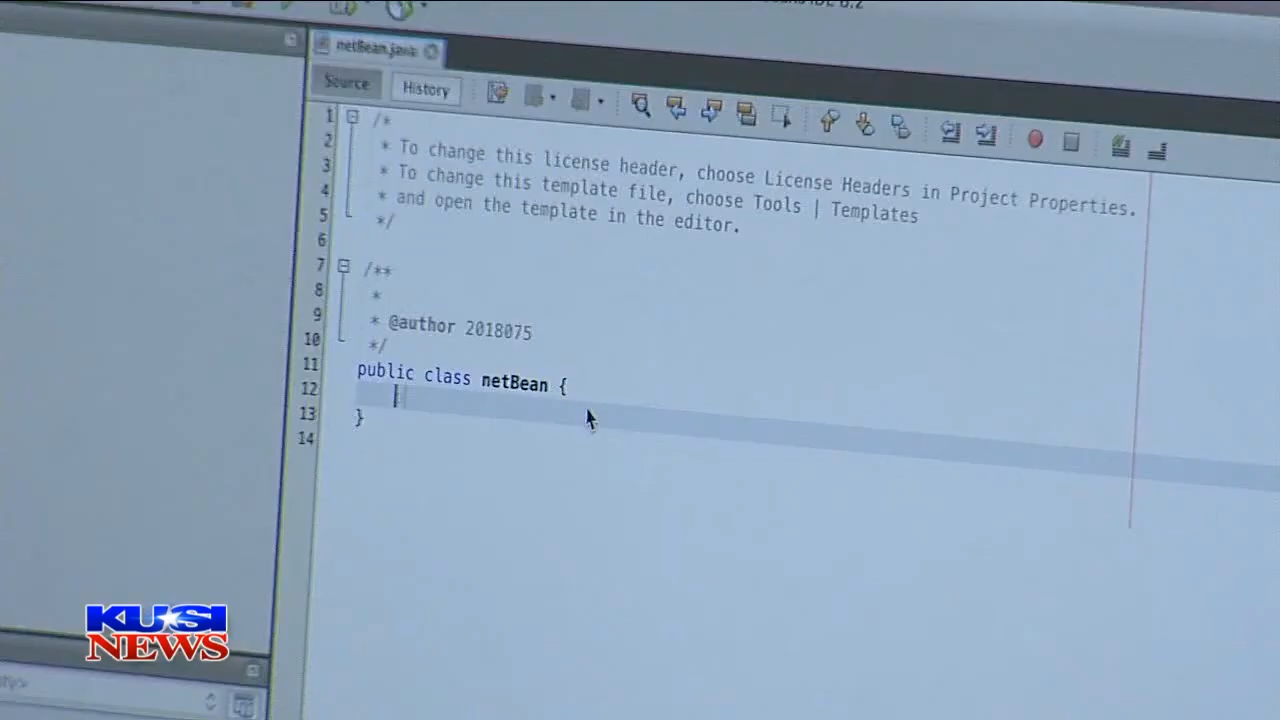 netBean.java
Source
History
1 /*
2 * To change this license header, choose License Headers in Project Properties.
3 * To change this template file, choose Tools | Templates
4 * and open the template in the editor.
5 */
6
7 /**
8 *
9 * @author 2018075
10 */
11 public class netBean {
12
13 }
14
KUSI
NEWS